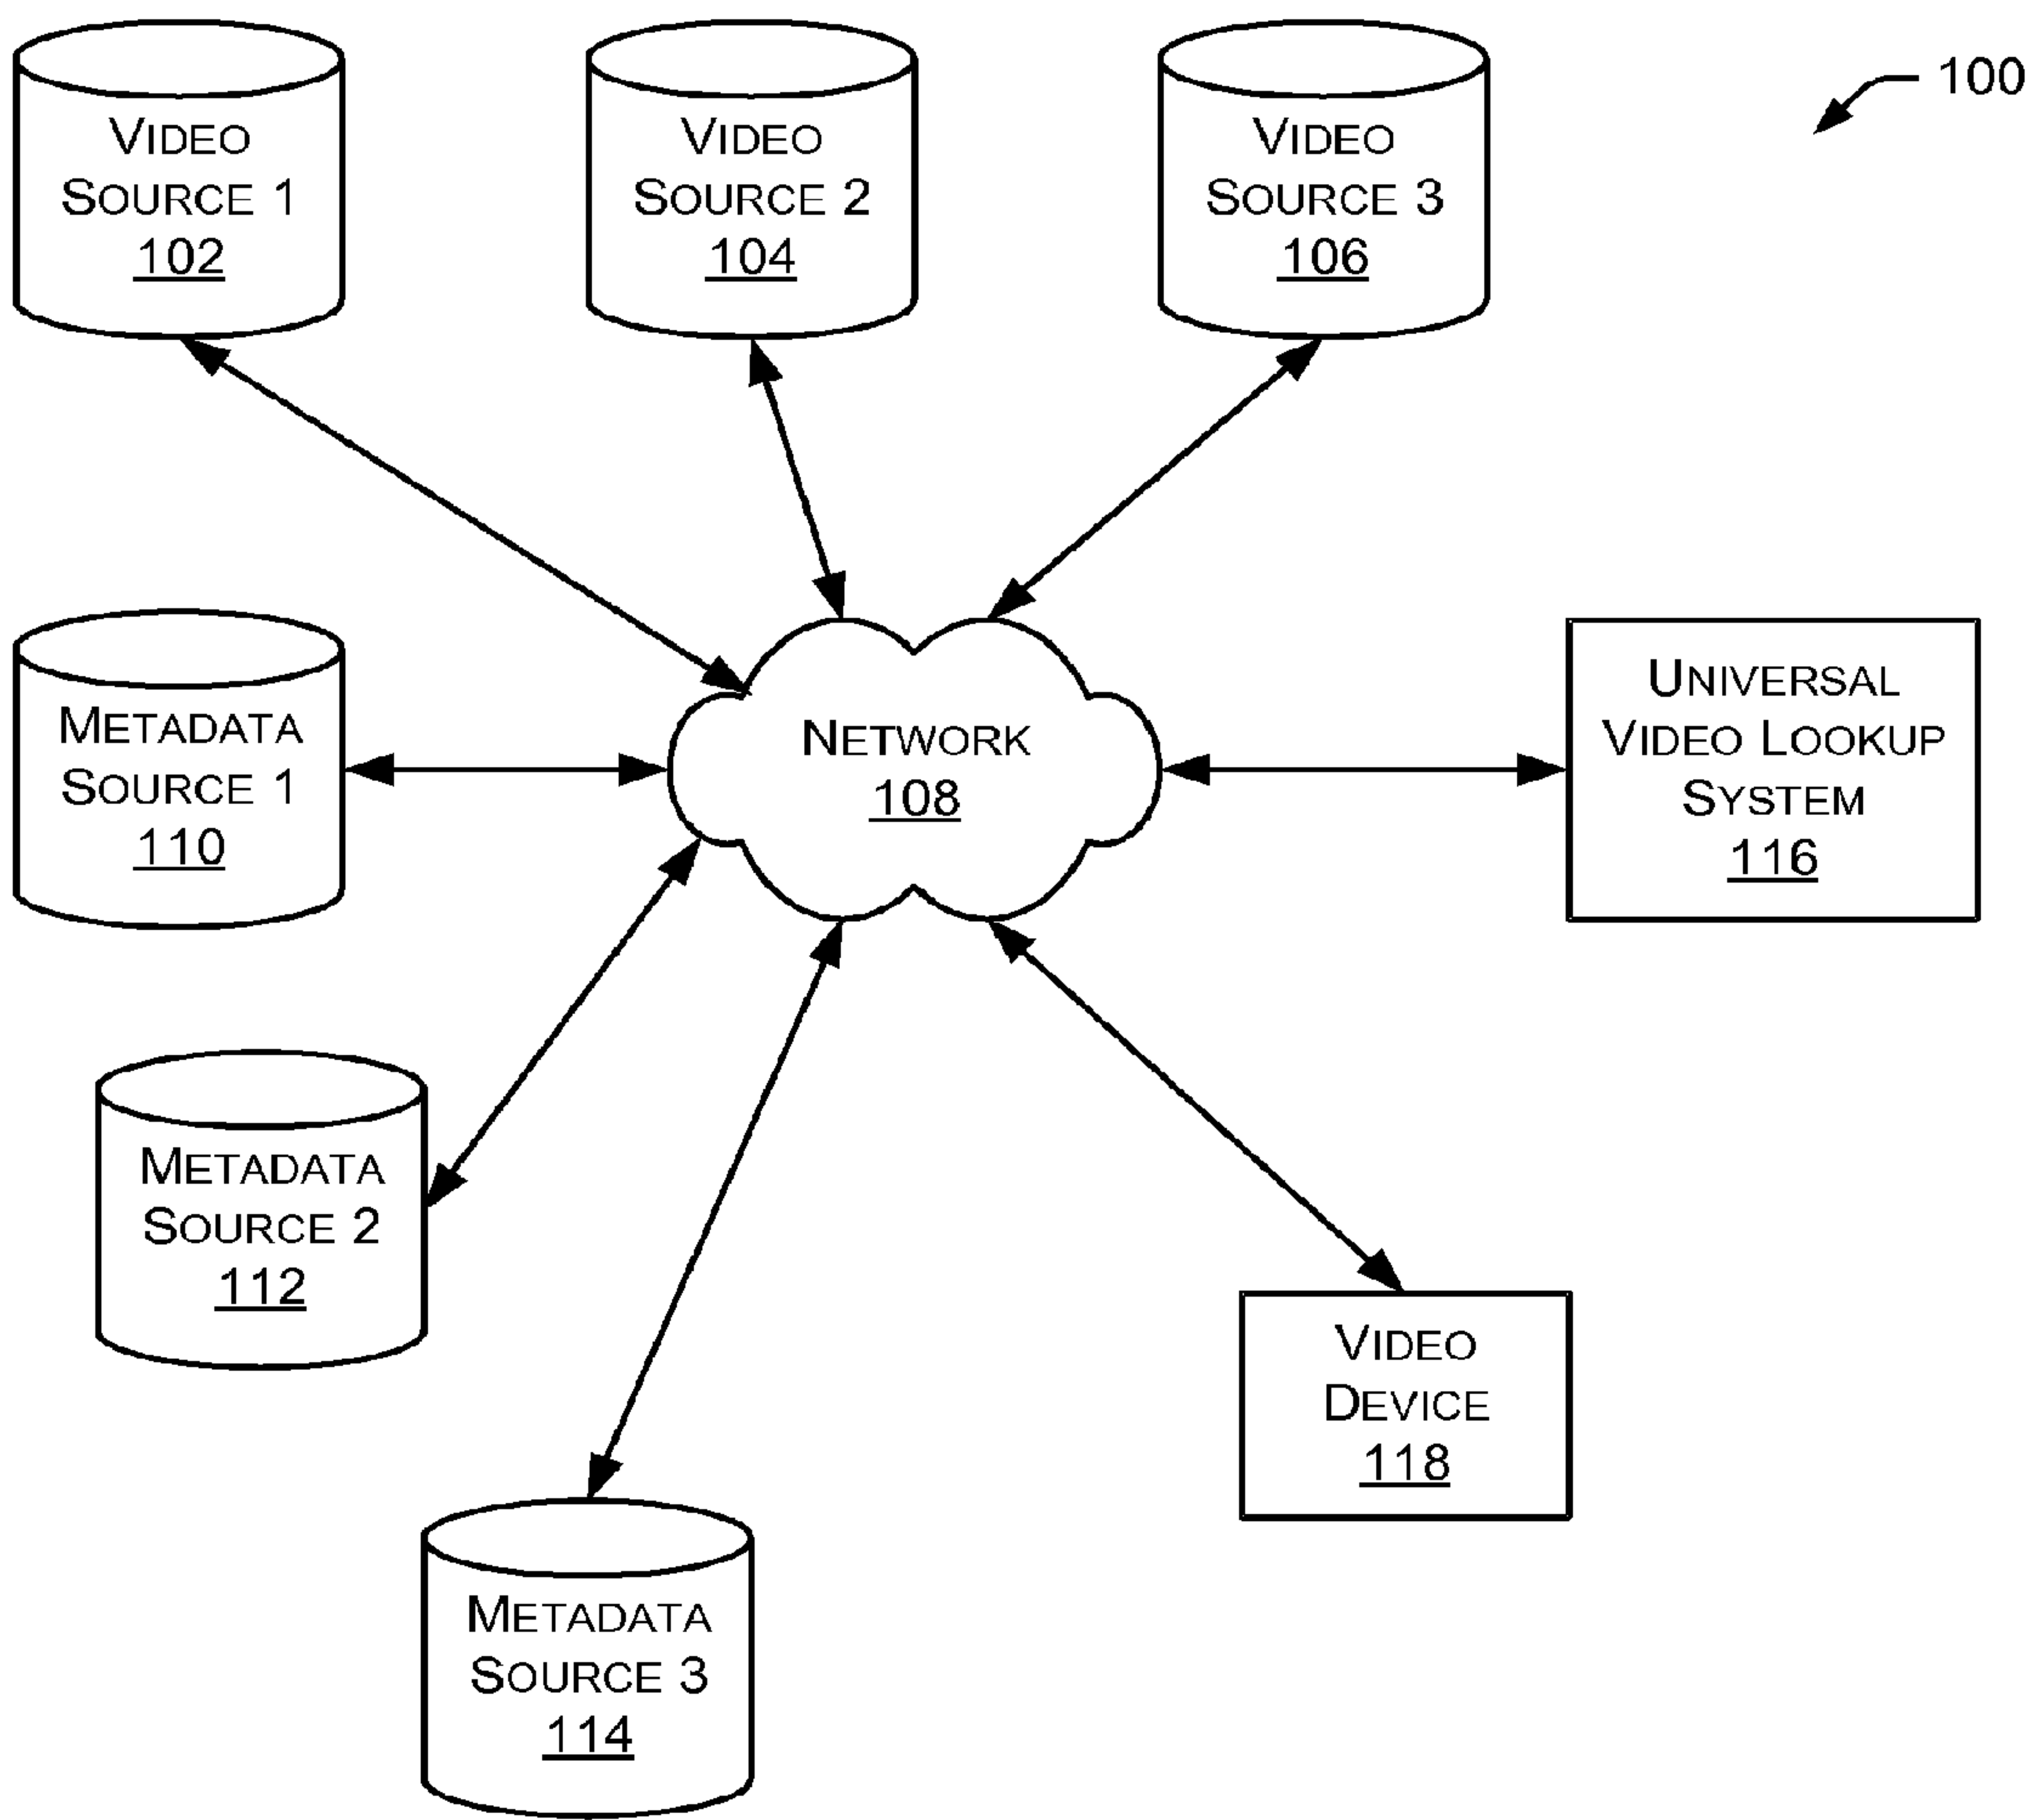 VIDEO
SOURCE 1
102
VIDEO
SOURCE 2
104
VIDEO
SOURCE 3
106
100
METADATA
SOURCE 1
110
NETWORK
108
UNIVERSAL
VIDEO LOOKUP
SYSTEM
116
METADATA
SOURCE 2
112
VIDEO
DEVICE
118
METADATA
SOURCE 3
114